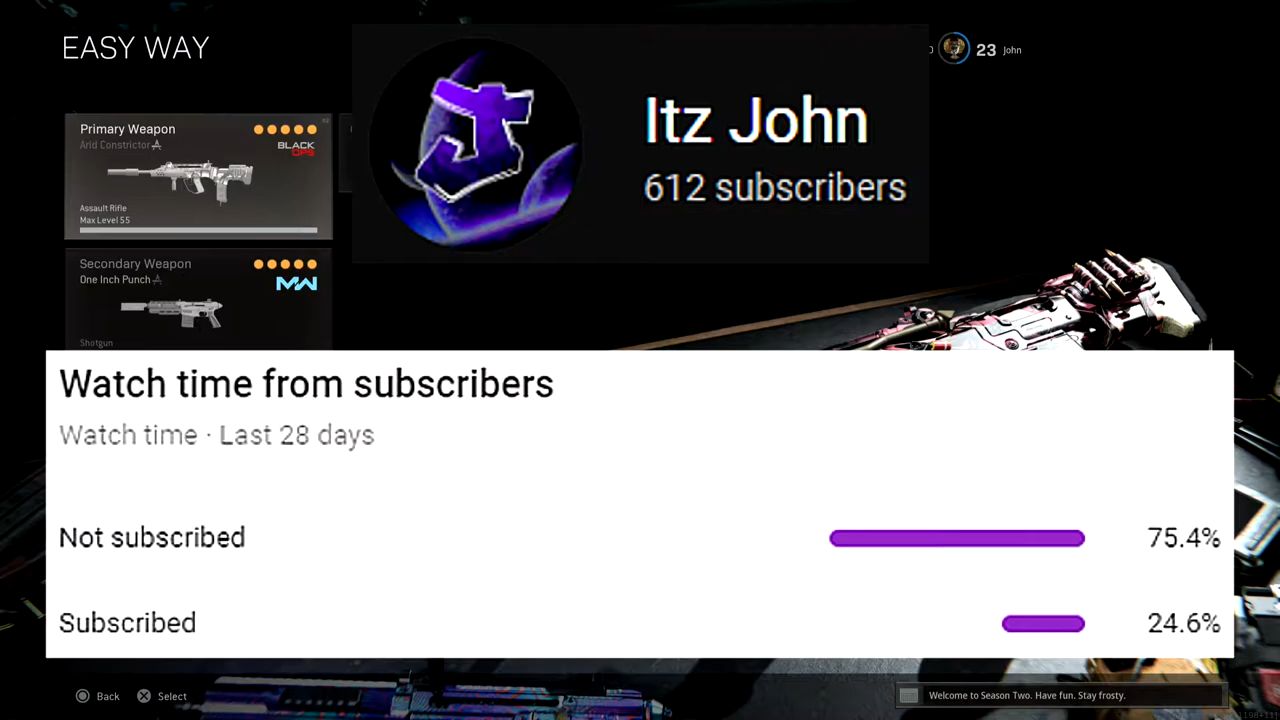 EASY WAY
23 John
Itz John
612 subscribers
Primary Weapon
Arid Constrictor
BLACK
OPS
Assault Rifle
Max Level 55
Secondary Weapon
One Inch Punch
MW
Shotgun
Watch time from subscribers
Watch time · Last 28 days
Not subscribed 75.4%
Subscribed 24.6%
Back Select
Welcome to Season Two. Have fun. Stay frosty.